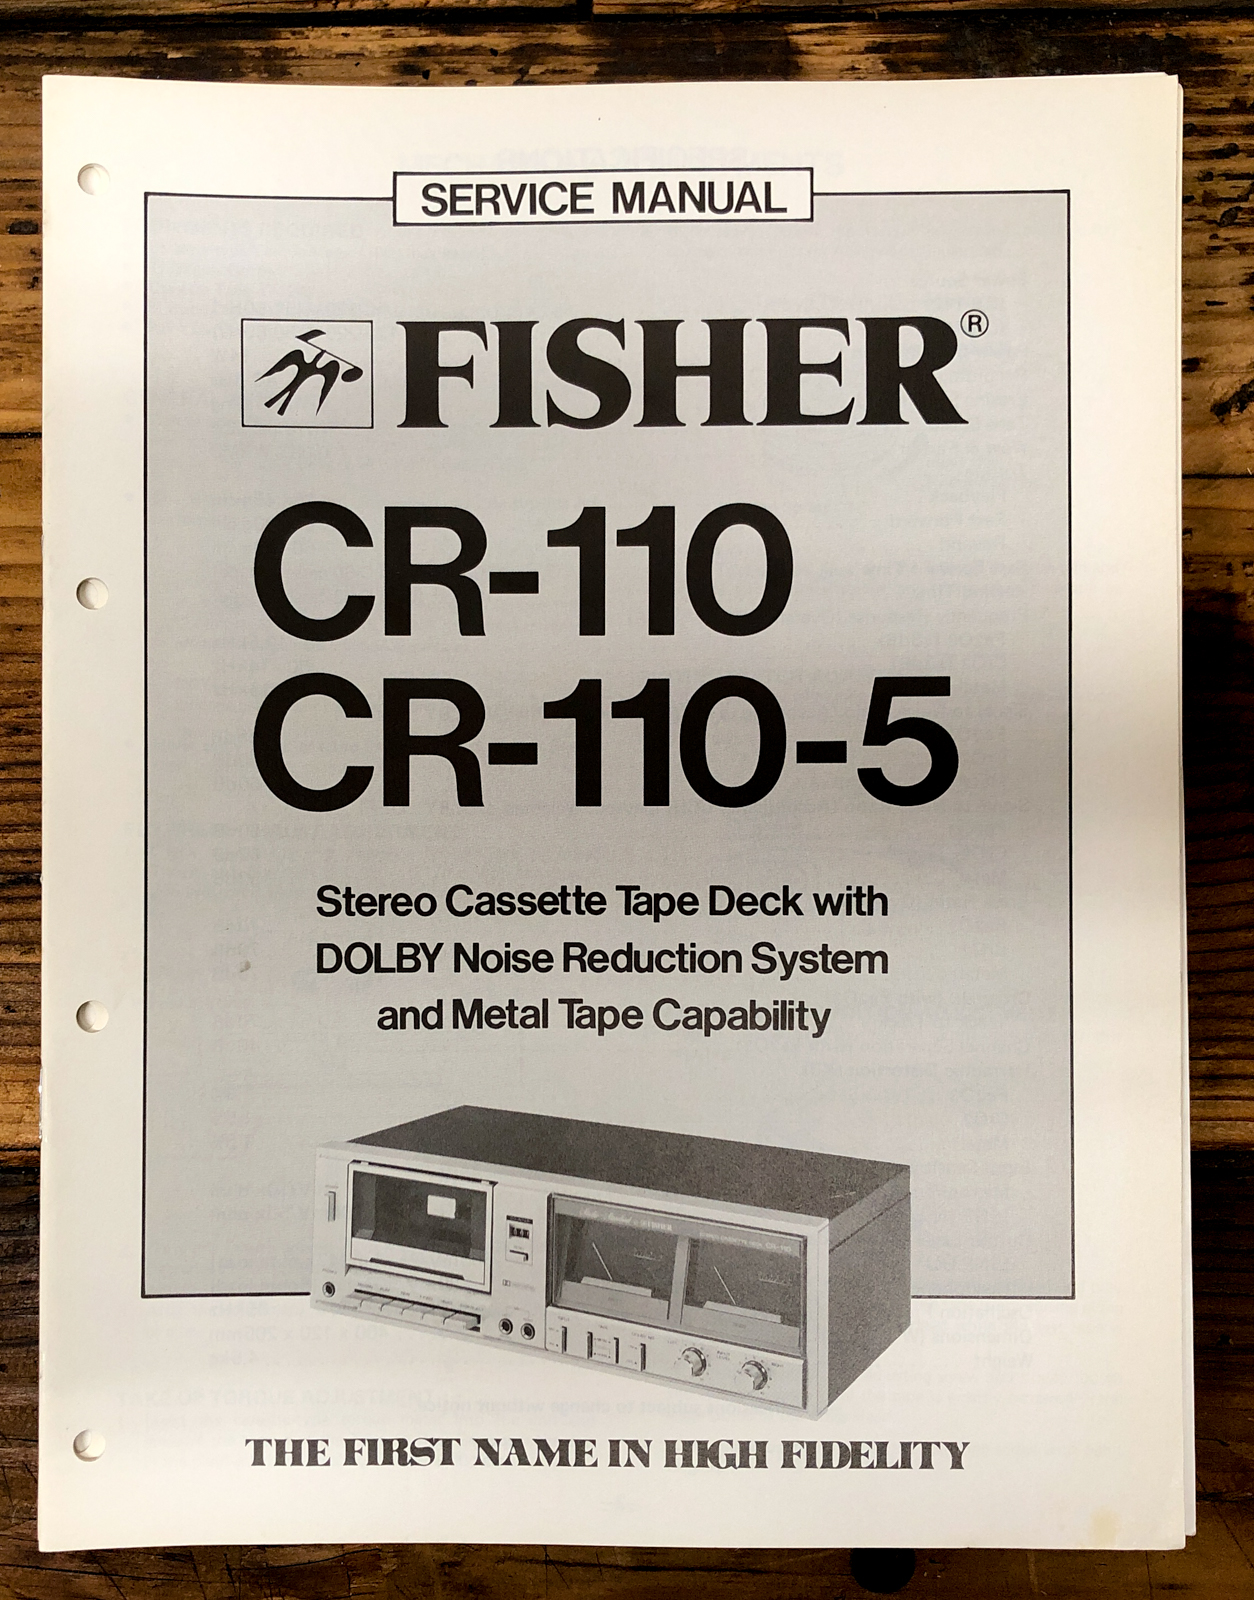 SERVICE MANUAL
FISHER®
CR-110
CR-110-5
Stereo Cassette Tape Deck with
DOLBY Noise Reduction System
and Metal Tape Capability
THE FIRST NAME IN HIGH FIDELITY